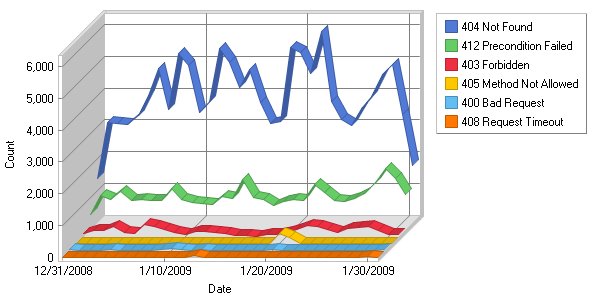 404 Not Found
412 Precondition Failed
403 Forbidden
405 Method Not Allowed
400 Bad Request
408 Request Timeout
Count
6,000
5,000
4,000
3,000
2,000
1,000
0
12/31/2008
1/10/2009
1/20/2009
1/30/2009
Date